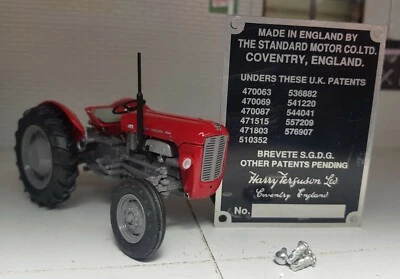 MADE IN ENGLAND BY
THE STANDARD MOTOR CO.LTD.
COVENTRY, ENGLAND.
UNDER THESE U.K. PATENTS
470063 536882
470069 541220
470087 544041
471515 557209
471803 576907
510352
BREVETE S.G.D.G.
OTHER PATENTS PENDING
Harry Ferguson Ltd
Coventry, England
No.